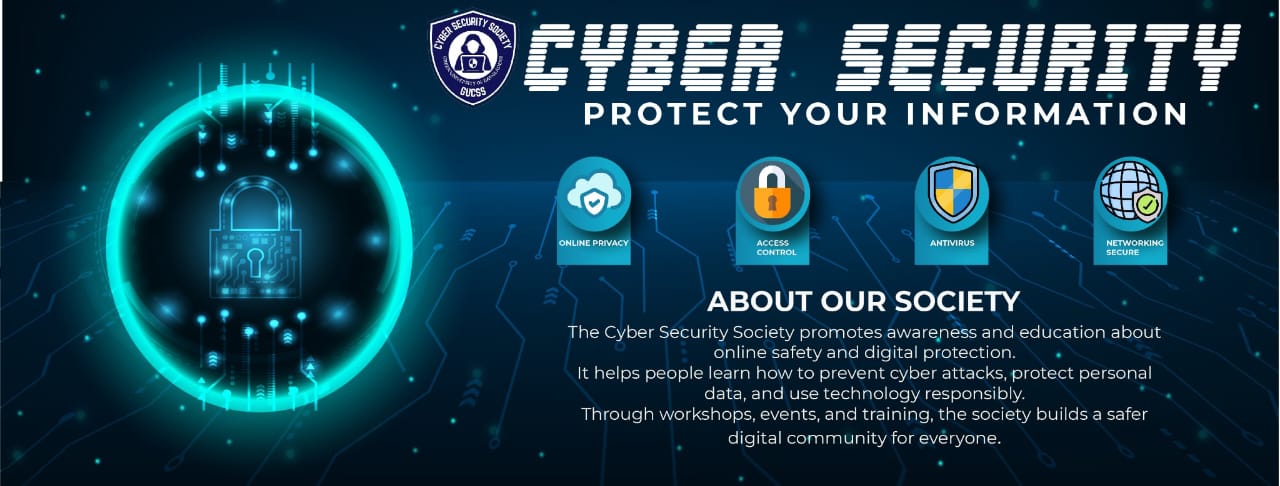 CYBER SECURITY SOCIETY
GUCSS
CYBER SECURITY
PROTECT YOUR INFORMATION
ONLINE PRIVACY
ACCESS
CONTROL
ANTIVIRUS
NETWORKING
SECURE
ABOUT OUR SOCIETY
The Cyber Security Society promotes awareness and education about
online safety and digital protection.
It helps people learn how to prevent cyber attacks, protect personal
data, and use technology responsibly.
Through workshops, events, and training, the society builds a safer
digital community for everyone.